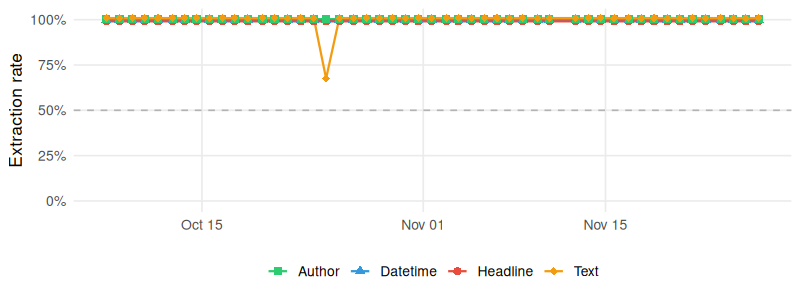 Extraction rate
100%
75%
50%
25%
0%
Oct 15 Nov 01 Nov 15
Author Datetime Headline Text